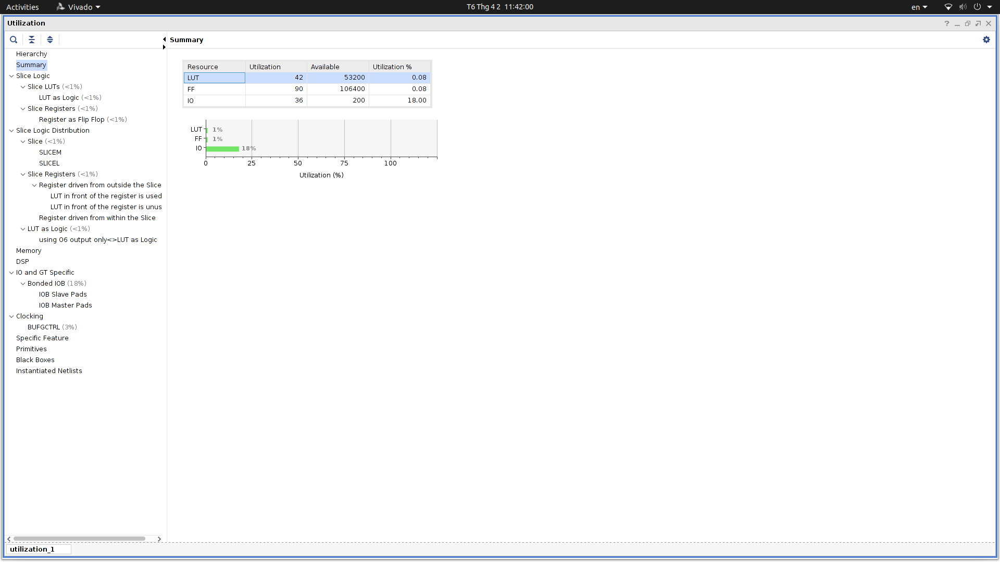 Activities Vivado T6 Thg 4 2 11:42:00 en
Utilization ?
Summary
Hierarchy
Summary
Slice Logic
Slice LUTs (<1%)
LUT as Logic (<1%)
Slice Registers (<1%)
Register as Flip Flop (<1%)
Slice Logic Distribution
Slice (<1%)
SLICEM
SLICEL
Slice Registers (<1%)
Register driven from outside the Slice
LUT in front of the register is used
LUT in front of the register is unus
Register driven from within the Slice
LUT as Logic (<1%)
using O6 output only<>LUT as Logic
Memory
DSP
IO and GT Specific
Bonded IOB (18%)
IOB Slave Pads
IOB Master Pads
Clocking
BUFGCTRL (3%)
Specific Feature
Primitives
Black Boxes
Instantiated Netlists
Resource Utilization Available Utilization %
LUT 42 53200 0.08
FF 90 106400 0.08
IO 36 200 18.00
LUT 1%
FF 1%
IO 18%
0 25 50 75 100
Utilization (%)
utilization_1